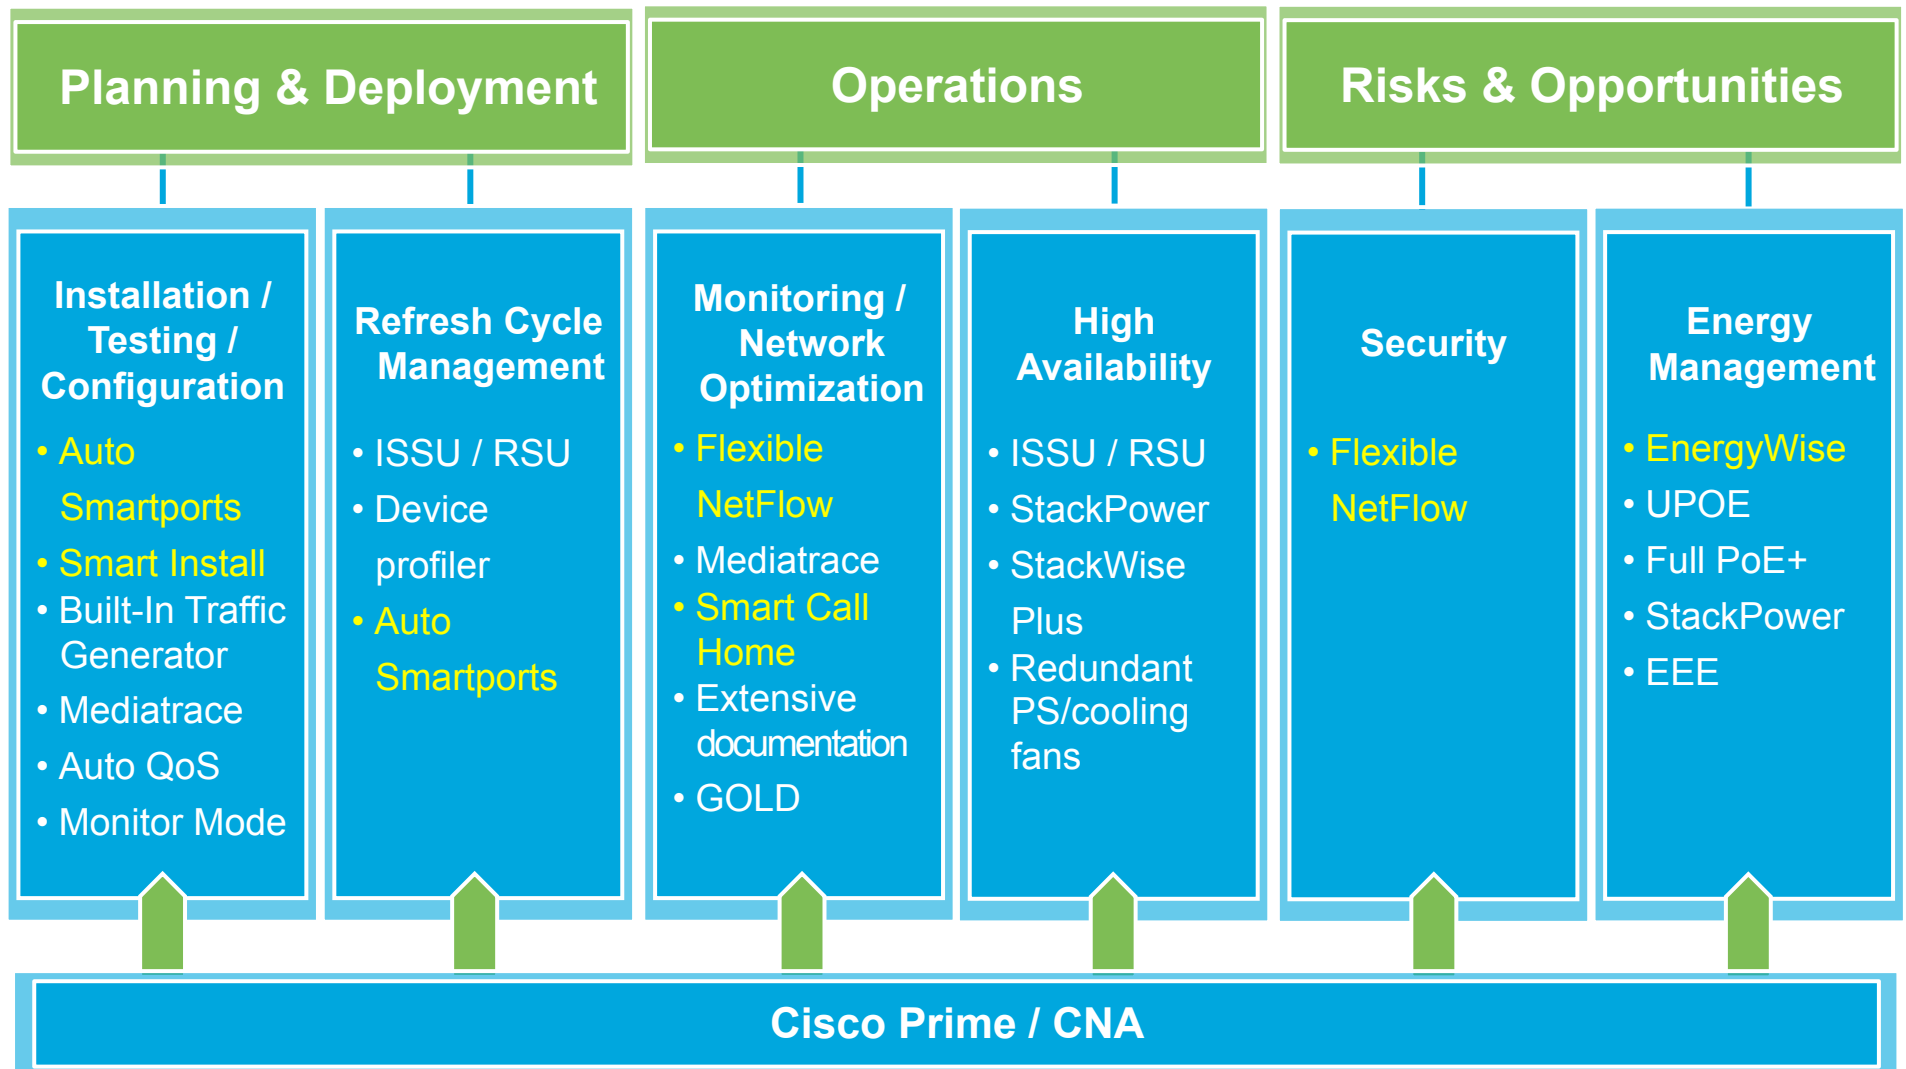 Planning & Deployment
Operations
Risks & Opportunities
Installation /
Testing /
Configuration
• Auto
Smartports
• Smart Install
• Built-In Traffic
Generator
• Mediatrace
• Auto QoS
• Monitor Mode
Refresh Cycle
Management
• ISSU / RSU
• Device
profiler
• Auto
Smartports
Monitoring /
Network
Optimization
• Flexible
NetFlow
• Mediatrace
• Smart Call
Home
• Extensive
documentation
• GOLD
High
Availability
• ISSU / RSU
• StackPower
• StackWise
Plus
• Redundant
PS/cooling
fans
Security
• Flexible
NetFlow
Energy
Management
• EnergyWise
• UPOE
• Full PoE+
• StackPower
• EEE
Cisco Prime / CNA